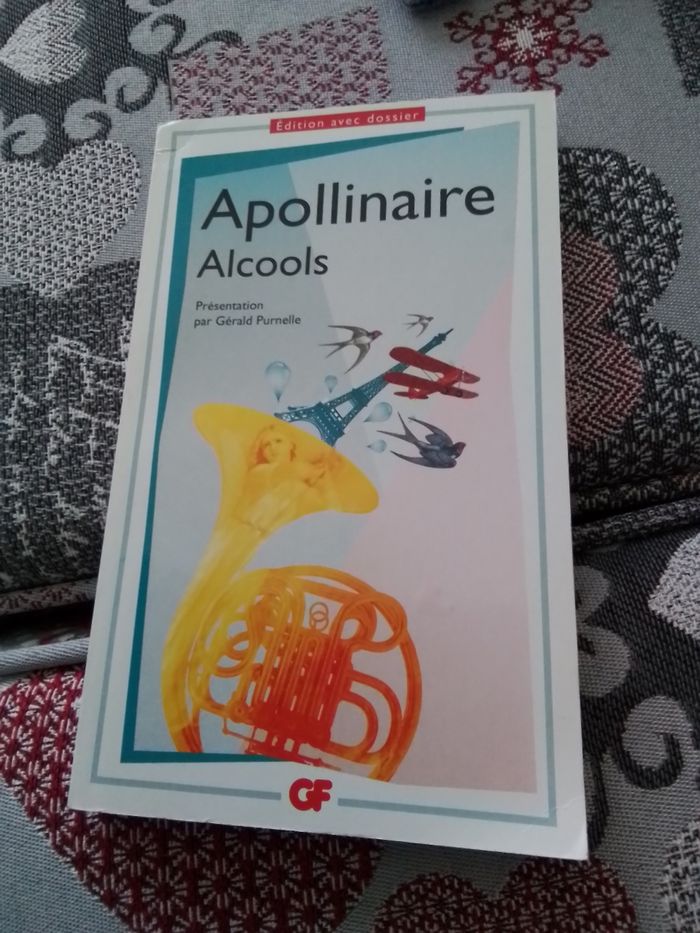 Édition avec dossier
Apollinaire
Alcools
Présentation
par Gérald Purnelle
GF